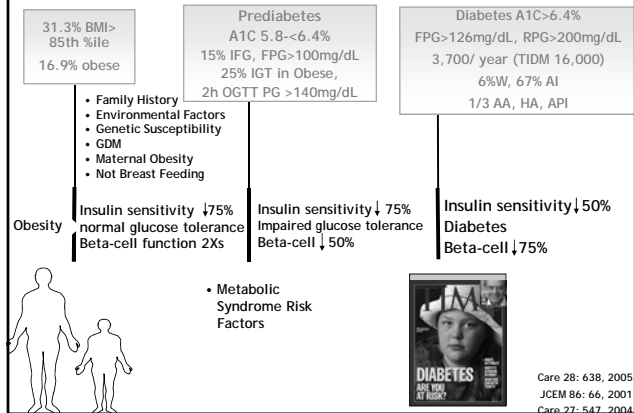 31.3% BMI>
85th %ile
16.9% obese
Prediabetes
A1C 5.8-<6.4%
15% IFG, FPG>100mg/dL
25% IGT in Obese,
2h OGTT PG >140mg/dL
Diabetes A1C>6.4%
FPG>126mg/dL, RPG>200mg/dL
3,700/ year (TIDM 16,000)
6%W, 67% AI
1/3 AA, HA, API
• Family History
• Environmental Factors
• Genetic Susceptibility
• GDM
• Maternal Obesity
• Not Breast Feeding
Obesity
Insulin sensitivity ↓75%
normal glucose tolerance
Beta-cell function 2Xs
Insulin sensitivity↓ 75%
Impaired glucose tolerance
Beta-cell ↓50%
Insulin sensitivity↓50%
Diabetes
Beta-cell↓75%
• Metabolic
Syndrome Risk
Factors
TIME
DIABETES
ARE YOU
AT RISK?
Care 28: 638, 2005
JCEM 86: 66, 2001
Care 27: 547, 2004